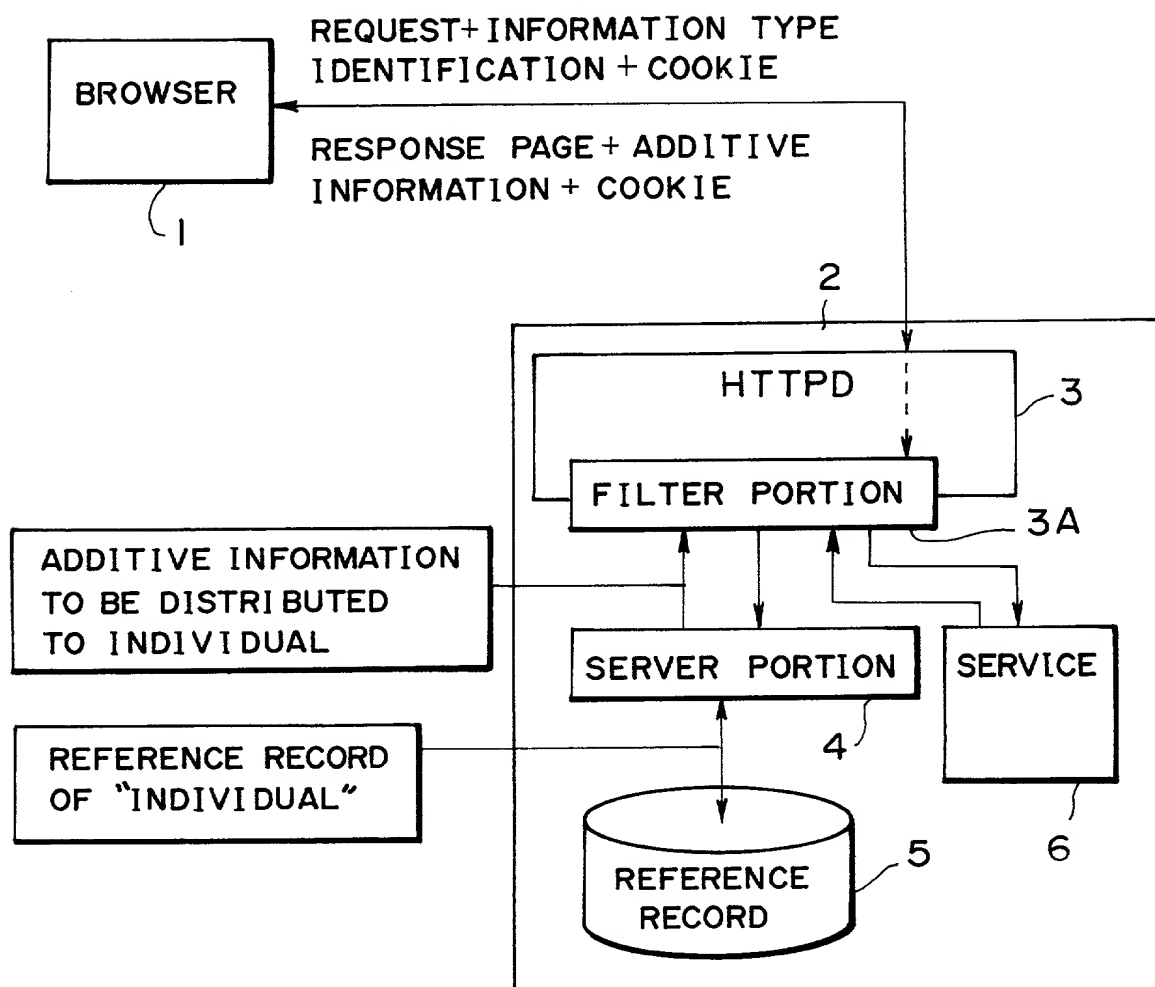 REQUEST+INFORMATION TYPE
IDENTIFICATION + COOKIE
BROWSER
RESPONSE PAGE + ADDITIVE
INFORMATION + COOKIE
1
2
HTTPD
3
FILTER PORTION
3A
ADDITIVE INFORMATION
TO BE DISTRIBUTED
TO INDIVIDUAL
SERVER PORTION
SERVICE
4
REFERENCE RECORD
OF "INDIVIDUAL"
6
5
REFERENCE
RECORD